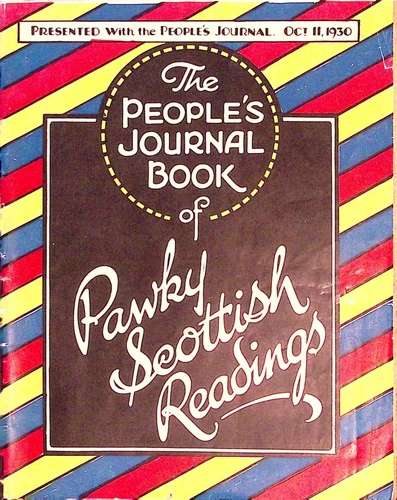 PRESENTED With the PEOPLE'S JOURNAL. OCT 11, 1930
The
PEOPLE'S
JOURNAL
BOOK
of
Pawky
Scottish
Readings